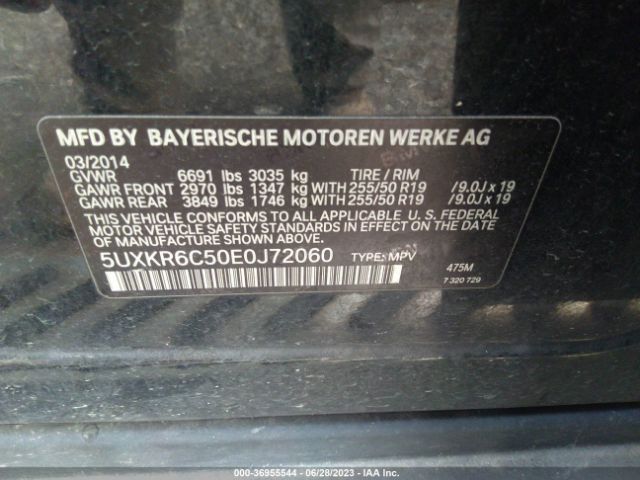 MFD BY BAYERISCHE MOTOREN WERKE AG
03/2014
GVWR 6691 lbs 3035 kg TIRE / RIM
GAWR FRONT 2970 lbs 1347 kg WITH 255/50 R19 /9.0J x 19
GAWR REAR 3849 lbs 1746 kg WITH 255/50 R19 /9.0J x 19
THIS VEHICLE CONFORMS TO ALL APPLICABLE, U. S. FEDERAL
MOTOR VEHICLE SAFETY STANDARDS IN EFFECT ON THE
DATE OF MANUFACTURE SHOWN ABOVE.
5UXKR6C50E0J72060 TYPE: MPV
475M
7 320 729
000-36955544 - 06/28/2023 - IAA Inc.